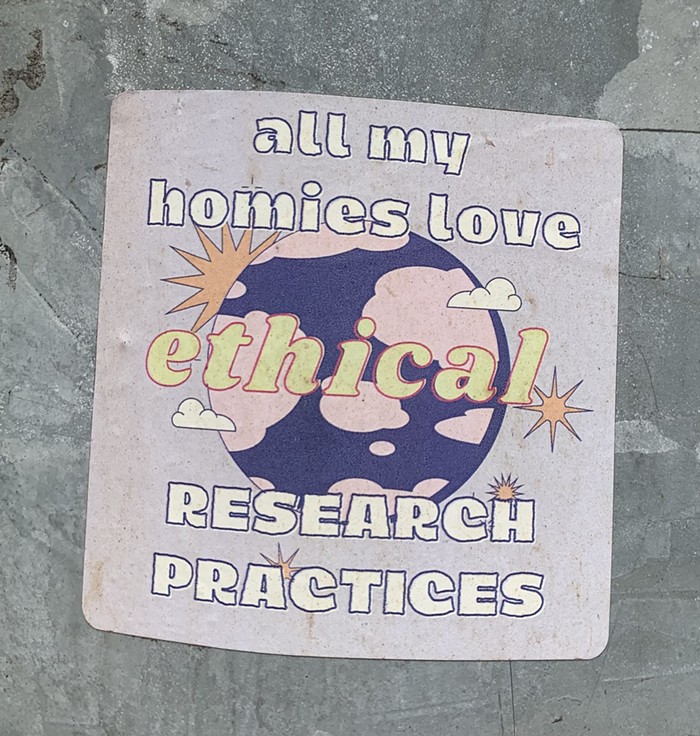 all my
homies love
ethical
RESEARCH
PRACTICES